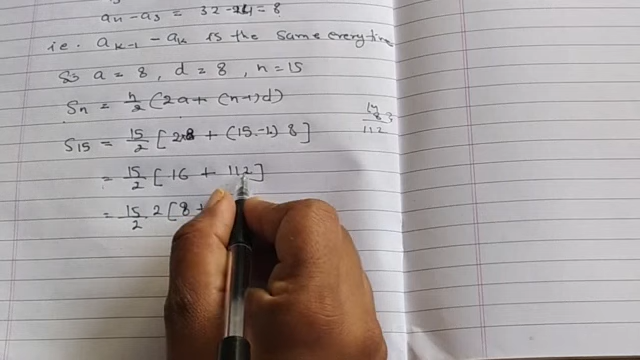 a4 - a3 = 32 - 24 = 8
i.e. aK-1 - aK is the same everytime
So a = 8, d = 8, n = 15
Sn = n/2 (2a + (n-1)d)
14
8
112
S15 = 15/2 [2.8 + (15-1) 8]
= 15/2 [16 + 112]
= 15/2 2 [8 +